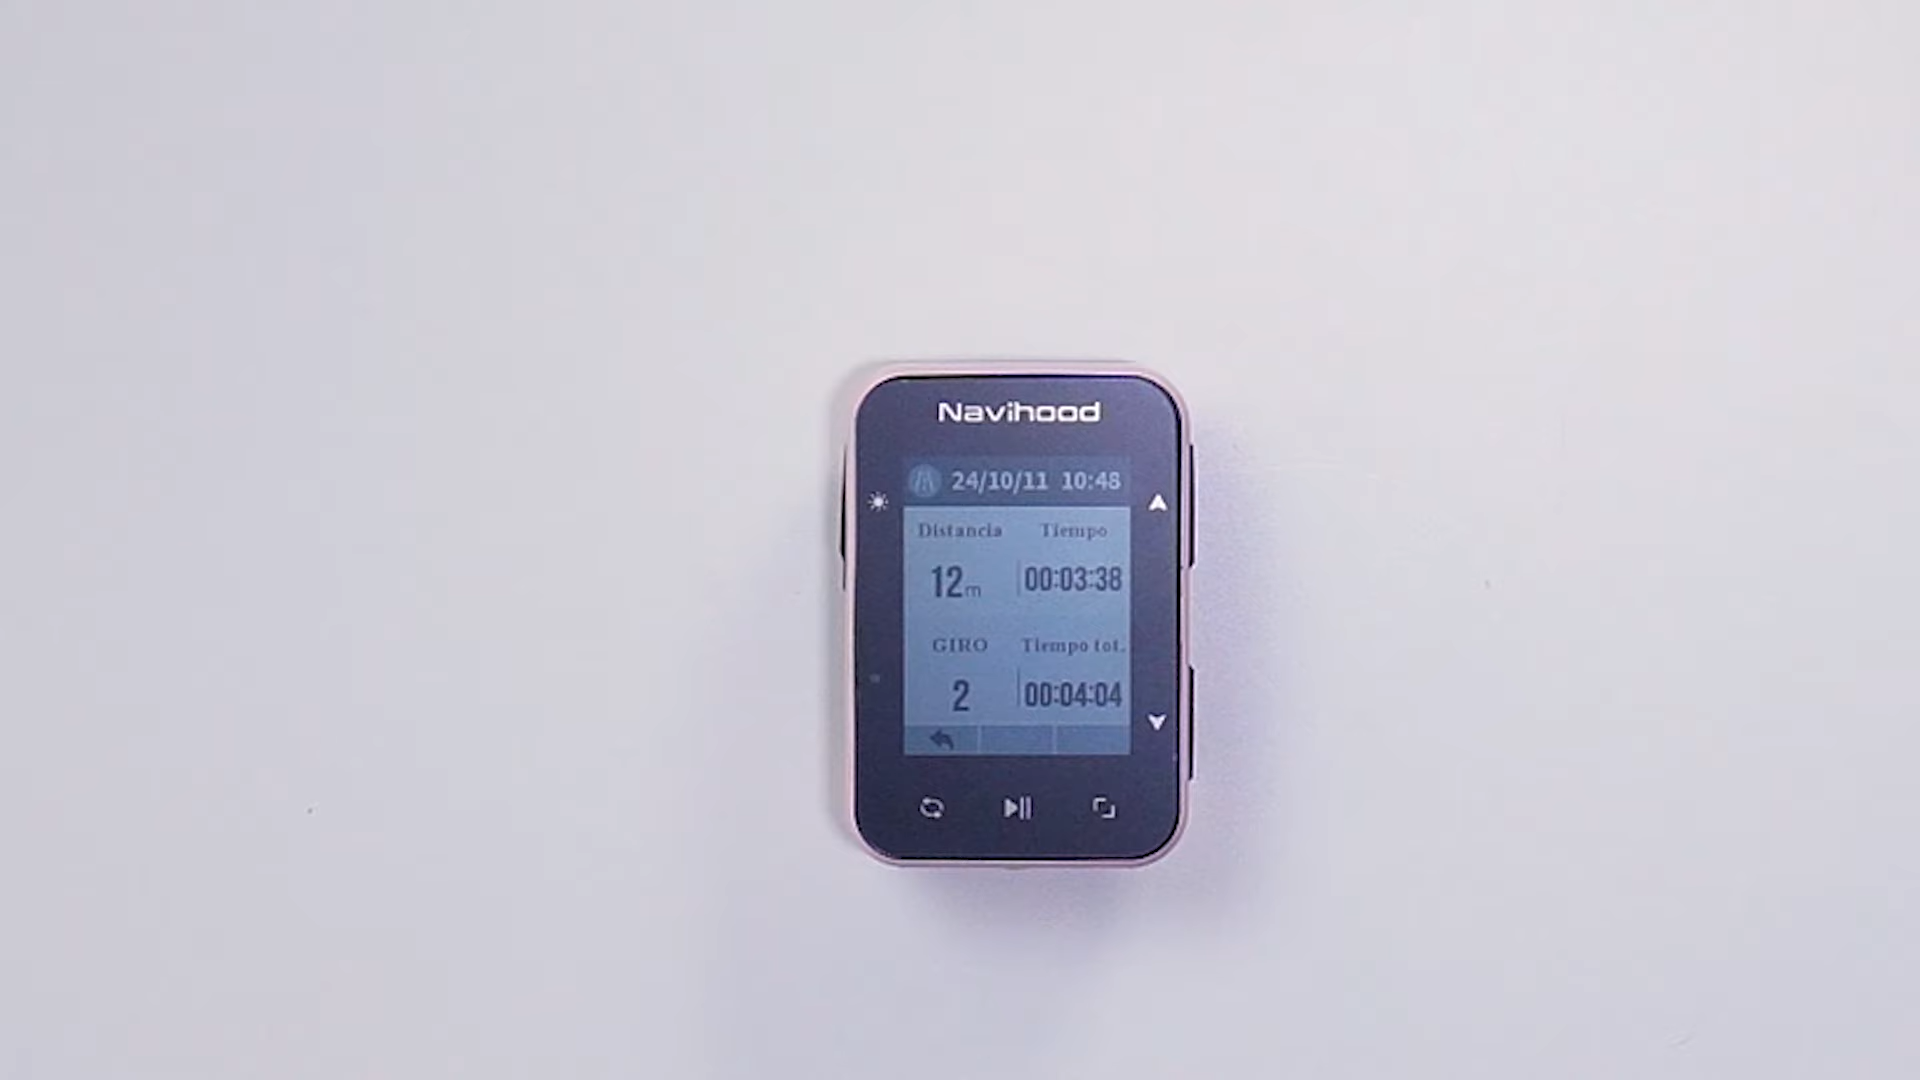 Navihood
24/10/11 10:48
Distancia Tiempo
12m 00:03:38
GIRO Tiempo tot.
2 00:04:04